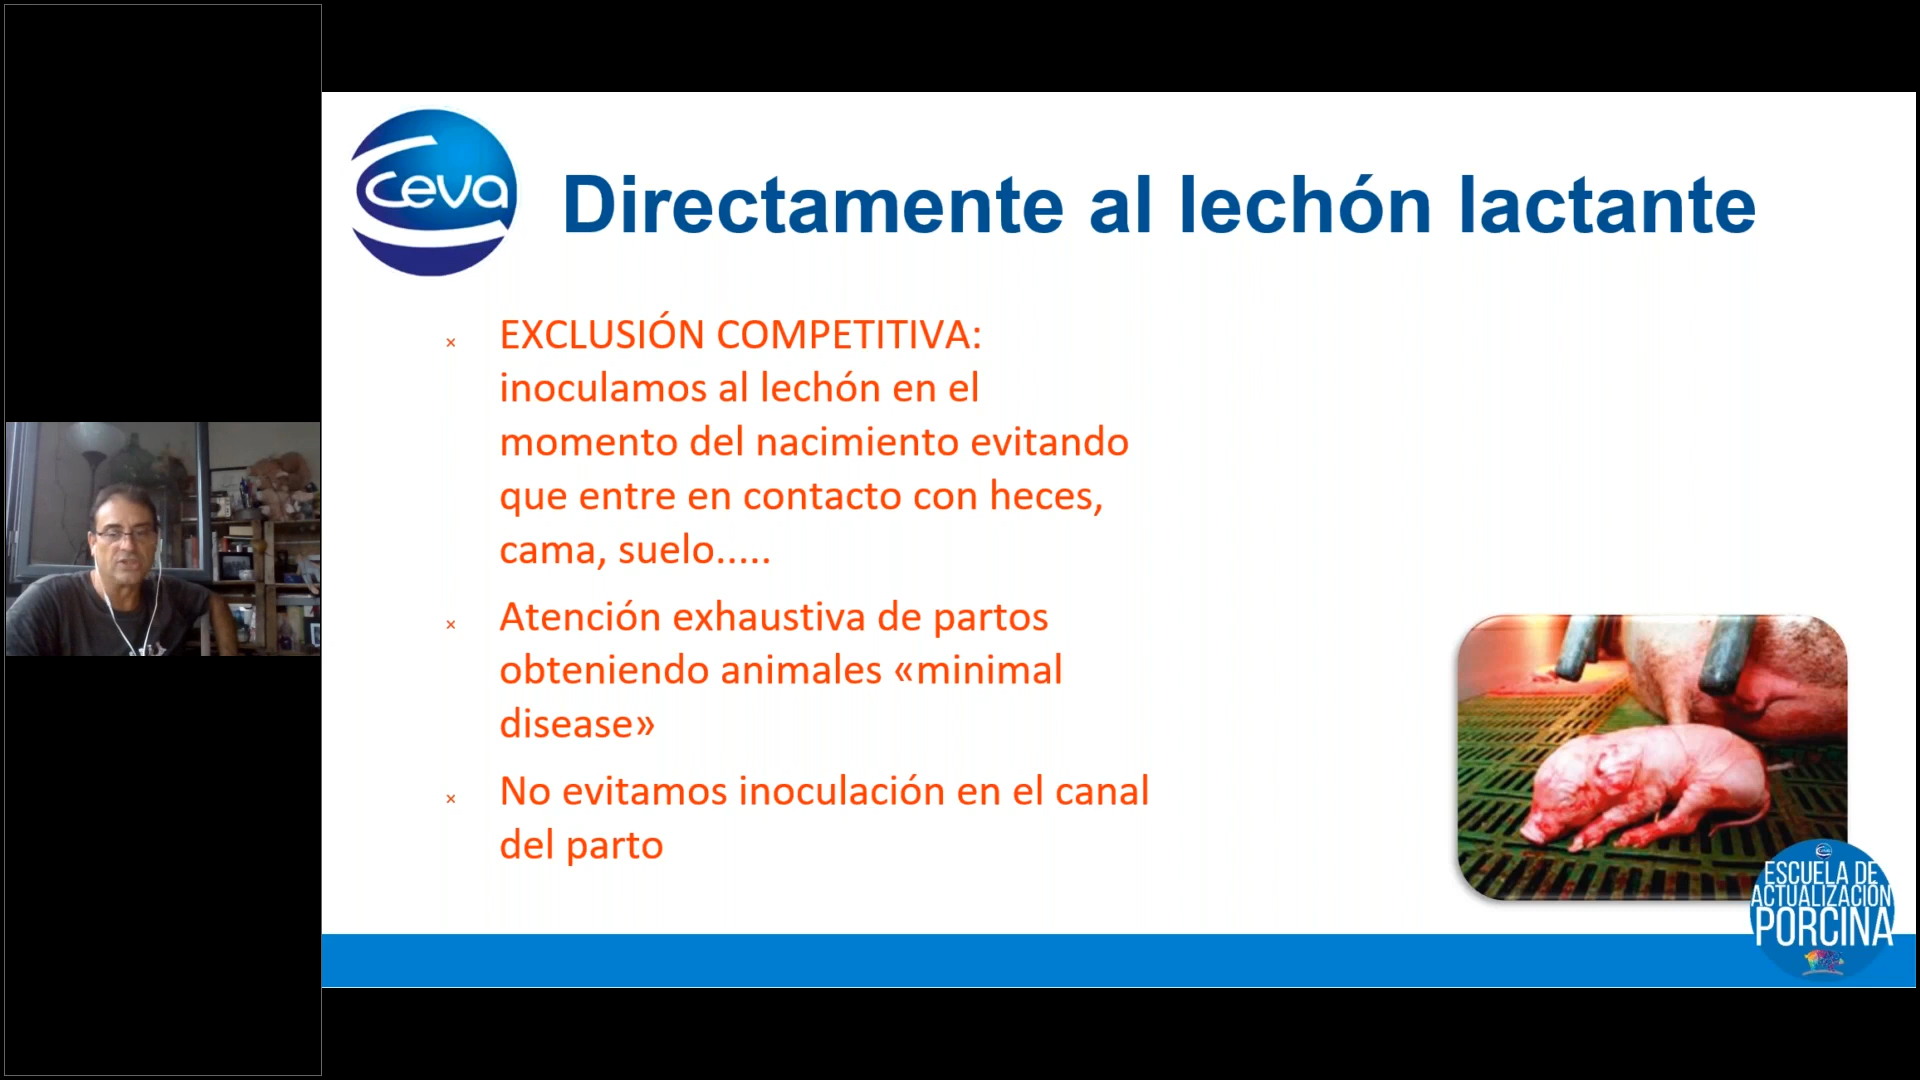 Ceva
Directamente al lechón lactante
× EXCLUSIÓN COMPETITIVA:
inoculamos al lechón en el
momento del nacimiento evitando
que entre en contacto con heces,
cama, suelo.....
× Atención exhaustiva de partos
obteniendo animales «minimal
disease»
× No evitamos inoculación en el canal
del parto
ESCUELA DE
ACTUALIZACIÓN
PORCINA